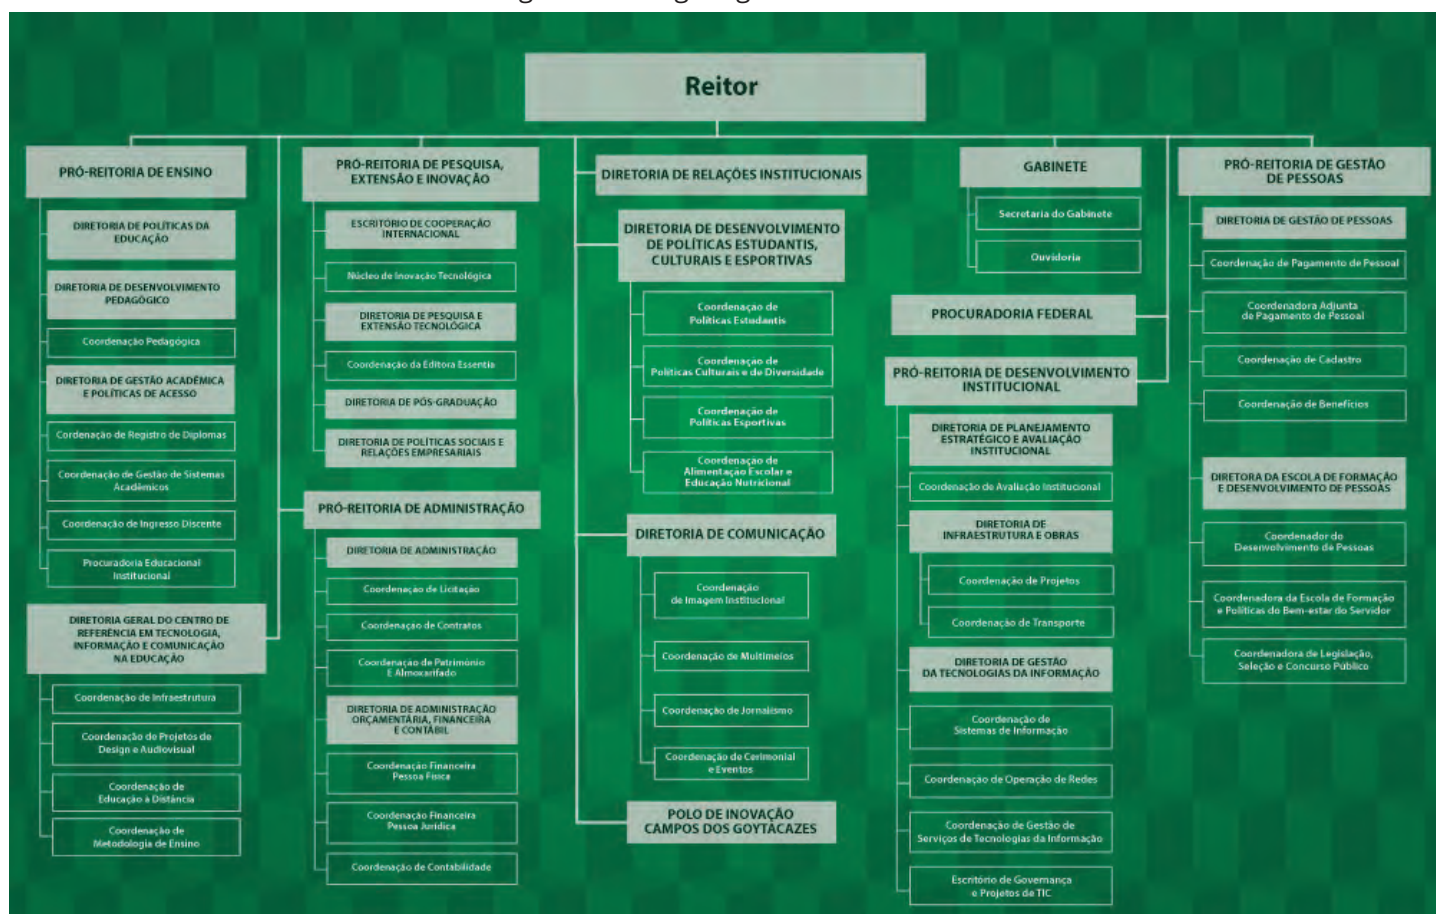 Reitor
PRÓ-REITORIA DE ENSINO
DIRETORIA DE POLÍTICAS DA
EDUCAÇÃO
DIRETORIA DE DESENVOLVIMENTO
PEDAGÓGICO
Coordenação Pedagógica
DIRETORIA DE GESTÃO ACADÊMICA
E POLÍTICAS DE ACESSO
Cordenação de Registro de Diplomas
Coordenação de Gestão de Sistemas
Acadêmicos
Coordenação de Ingresso Discente
Procuradoria Educacional
Institucional
DIRETORIA GERAL DO CENTRO DE
REFERÊNCIA EM TECNOLOGIA,
INFORMAÇÃO E COMUNICAÇÃO
NA EDUCAÇÃO
Coordenação de Infraestrutura
Coordenação de Projetos de
Design e Audiovisual
Coordenação de
Educação à Distância
Coordenação de
Metodologia de Ensino
PRÓ-REITORIA DE PESQUISA,
EXTENSÃO E INOVAÇÃO
ESCRITÓRIO DE COOPERAÇÃO
INTERNACIONAL
Núcleo de Inovação Tecnológica
DIRETORIA DE PESQUISA E
EXTENSÃO TECNOLÓGICA
Coordenação da Editora Essentia
DIRETORIA DE PÓS-GRADUAÇÃO
DIRETORIA DE POLÍTICAS SOCIAIS E
RELAÇÕES EMPRESARIAIS
PRÓ-REITORIA DE ADMINISTRAÇÃO
DIRETORIA DE ADMINISTRAÇÃO
Coordenação de Licitação
Coordenação de Contratos
Coordenação de Patrimônio
E Almoxarifado
DIRETORIA DE ADMINISTRAÇÃO
ORÇAMENTÁRIA, FINANCEIRA
E CONTÁBIL
Coordenação Financeira
Pessoa Física
Coordenação Financeira
Pessoa Jurídica
Coordenação de Contabilidade
DIRETORIA DE RELAÇÕES INSTITUCIONAIS
DIRETORIA DE DESENVOLVIMENTO
DE POLÍTICAS ESTUDANTIS,
CULTURAIS E ESPORTIVAS
Coordenação de
Políticas Estudantis
Coordenação de
Políticas Culturais e de Diversidade
Coordenação de
Políticas Esportivas
Coordenação de
Alimentação Escolar e
Educação Nutricional
DIRETORIA DE COMUNICAÇÃO
Coordenação
de Imagem Institucional
Coordenação de Multimeios
Coordenação de Jornalismo
Coordenação de Cerimonial
e Eventos
POLO DE INOVAÇÃO
CAMPOS DOS GOYTACAZES
GABINETE
Secretaria do Gabinete
Ouvidoria
PROCURADORIA FEDERAL
PRÓ-REITORIA DE DESENVOLVIMENTO
INSTITUCIONAL
DIRETORIA DE PLANEJAMENTO
ESTRATÉGICO E AVALIAÇÃO
INSTITUCIONAL
Coordenação de Avaliação Institucional
DIRETORIA DE
INFRAESTRUTURA E OBRAS
Coordenação de Projetos
Coordenação de Transporte
DIRETORIA DE GESTÃO
DA TECNOLOGIAS DA INFORMAÇÃO
Coordenação de
Sistemas de Informação
Coordenação de Operação de Redes
Coordenação de Gestão de
Serviços de Tecnologias da Informação
Escritório de Governança
e Projetos de TIC
PRÓ-REITORIA DE GESTÃO
DE PESSOAS
DIRETORIA DE GESTÃO DE PESSOAS
Coordenação de Pagamento de Pessoal
Coordenadora Adjunta
de Pagamento de Pessoal
Coordenação de Cadastro
Coordenação de Benefícios
DIRETORA DA ESCOLA DE FORMAÇÃO
E DESENVOLVIMENTO DE PESSOAS
Coordenador do
Desenvolvimento de Pessoas
Coordenadora da Escola de Formação
e Políticas do Bem-estar do Servidor
Coordenadora de Legislação,
Seleção e Concurso Público